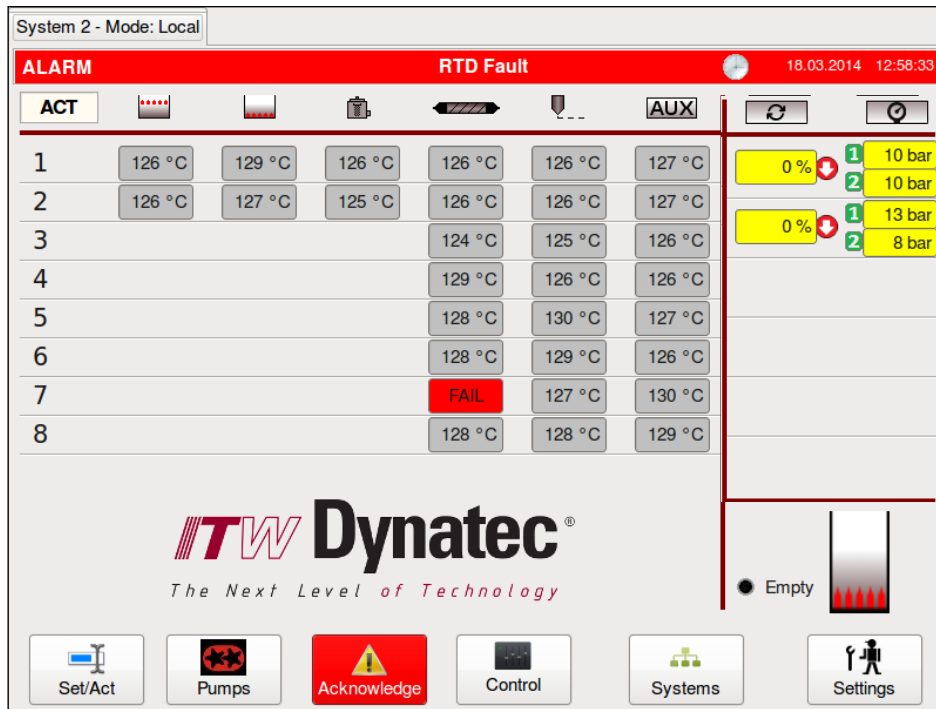 System 2 - Mode: Local
ALARM RTD Fault 18.03.2014 12:58:33
ACT AUX
1 126 °C 129 °C 126 °C 126 °C 126 °C 127 °C 0 % 1 10 bar
2 10 bar
2 126 °C 127 °C 125 °C 126 °C 126 °C 127 °C 0 % 1 13 bar
2 8 bar
3 124 °C 125 °C 126 °C
4 129 °C 126 °C 126 °C
5 128 °C 130 °C 127 °C
6 128 °C 129 °C 126 °C
7 FAIL 127 °C 130 °C
8 128 °C 128 °C 129 °C
ITW Dynatec ®
The Next Level of Technology
Empty
Set/Act Pumps Acknowledge Control Systems Settings